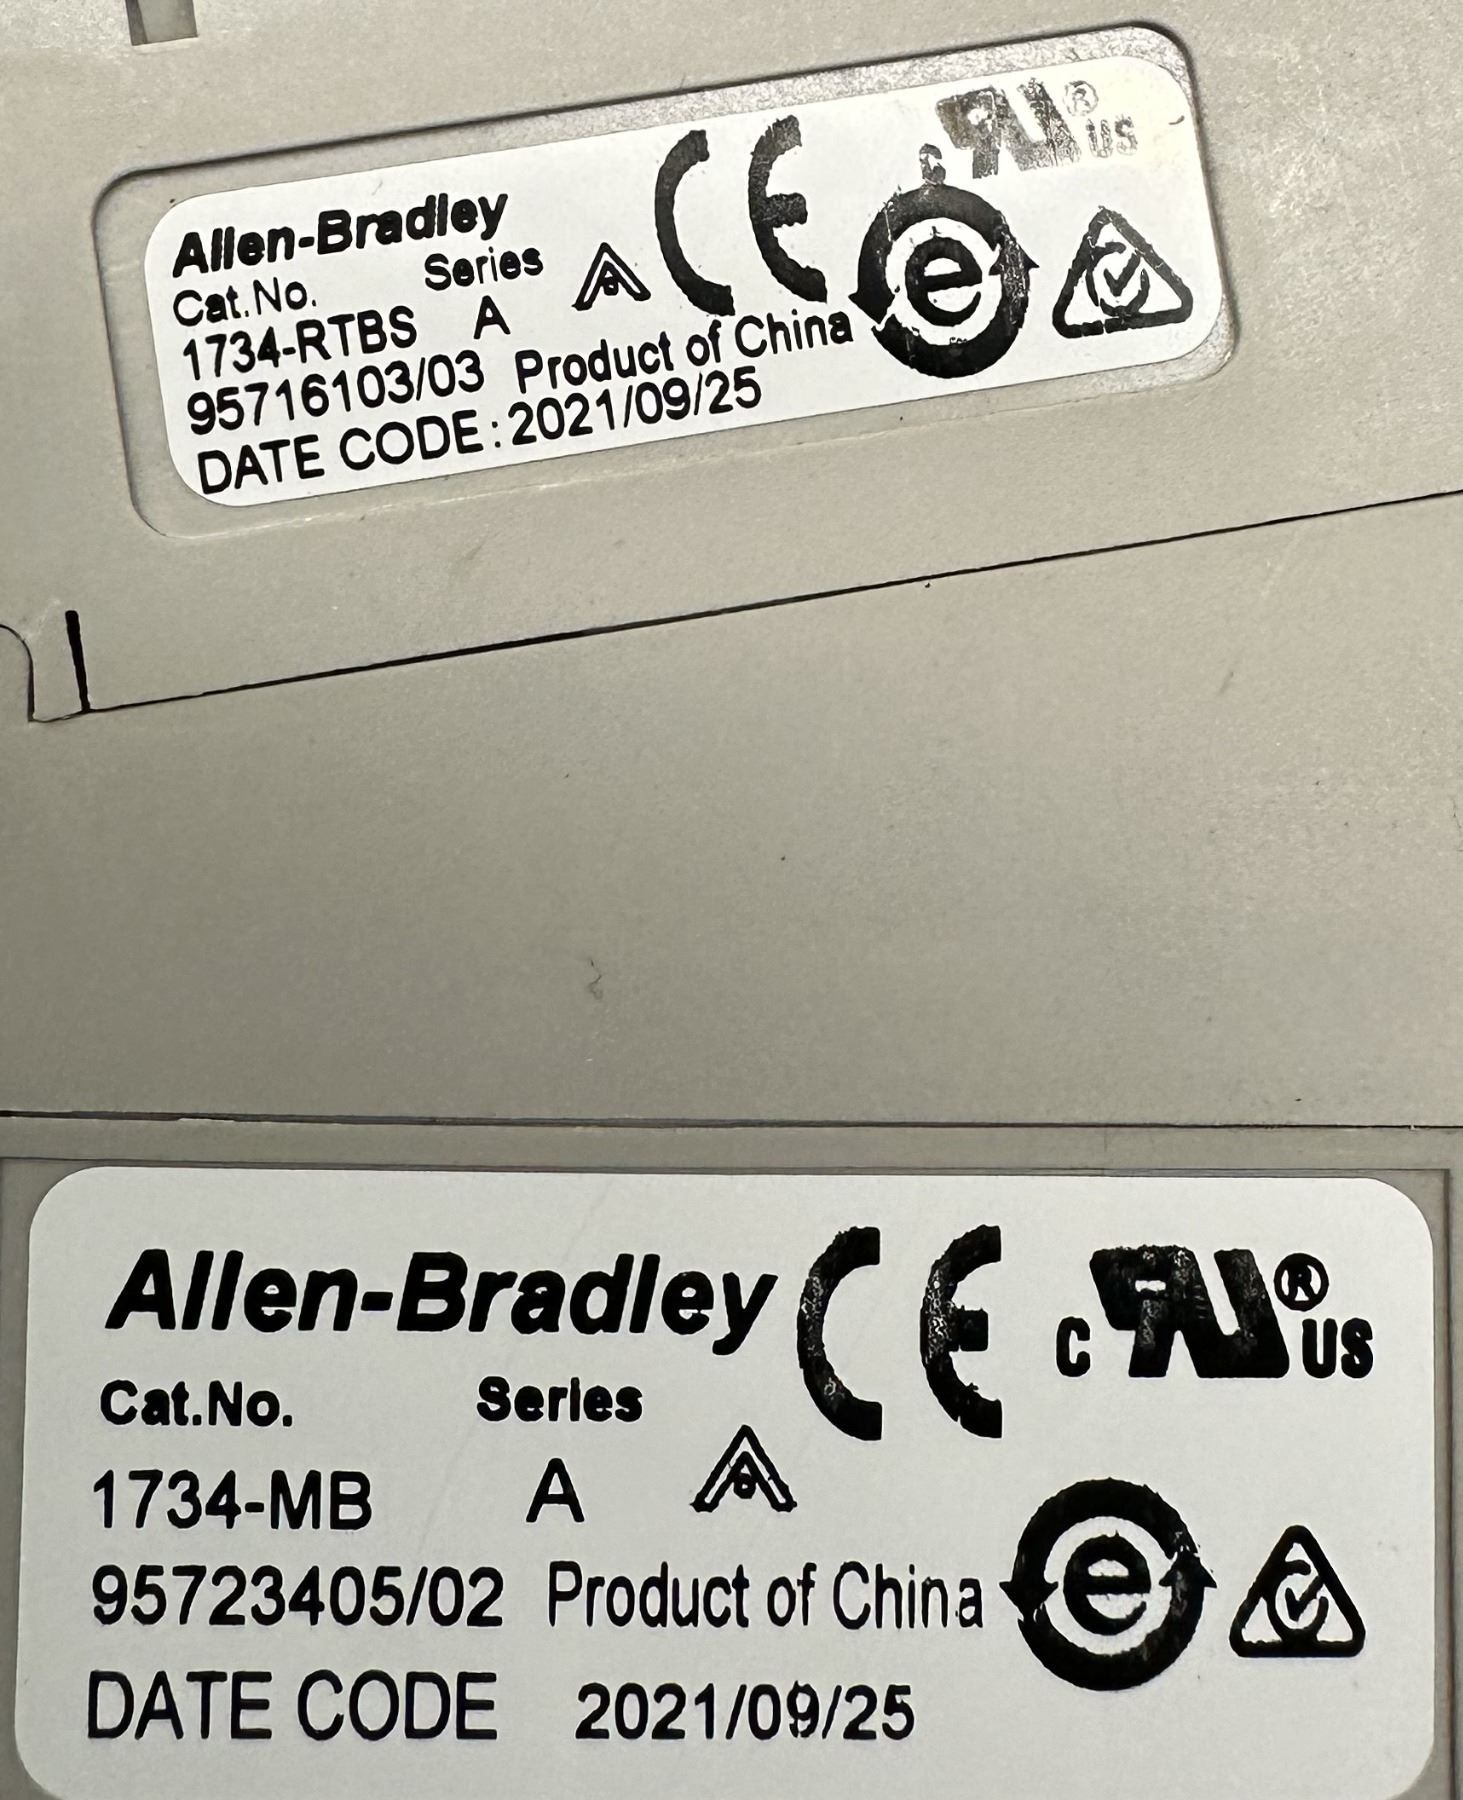 Allen-Bradley
Cat.No. Series A CE
c RU ® US
1734-RTBS A
95716103/03 Product of China e
DATE CODE:2021/09/25
Allen-Bradley CE c RU ® US
Cat.No. Series
1734-MB A A
95723405/02 Product of China e
DATE CODE 2021/09/25